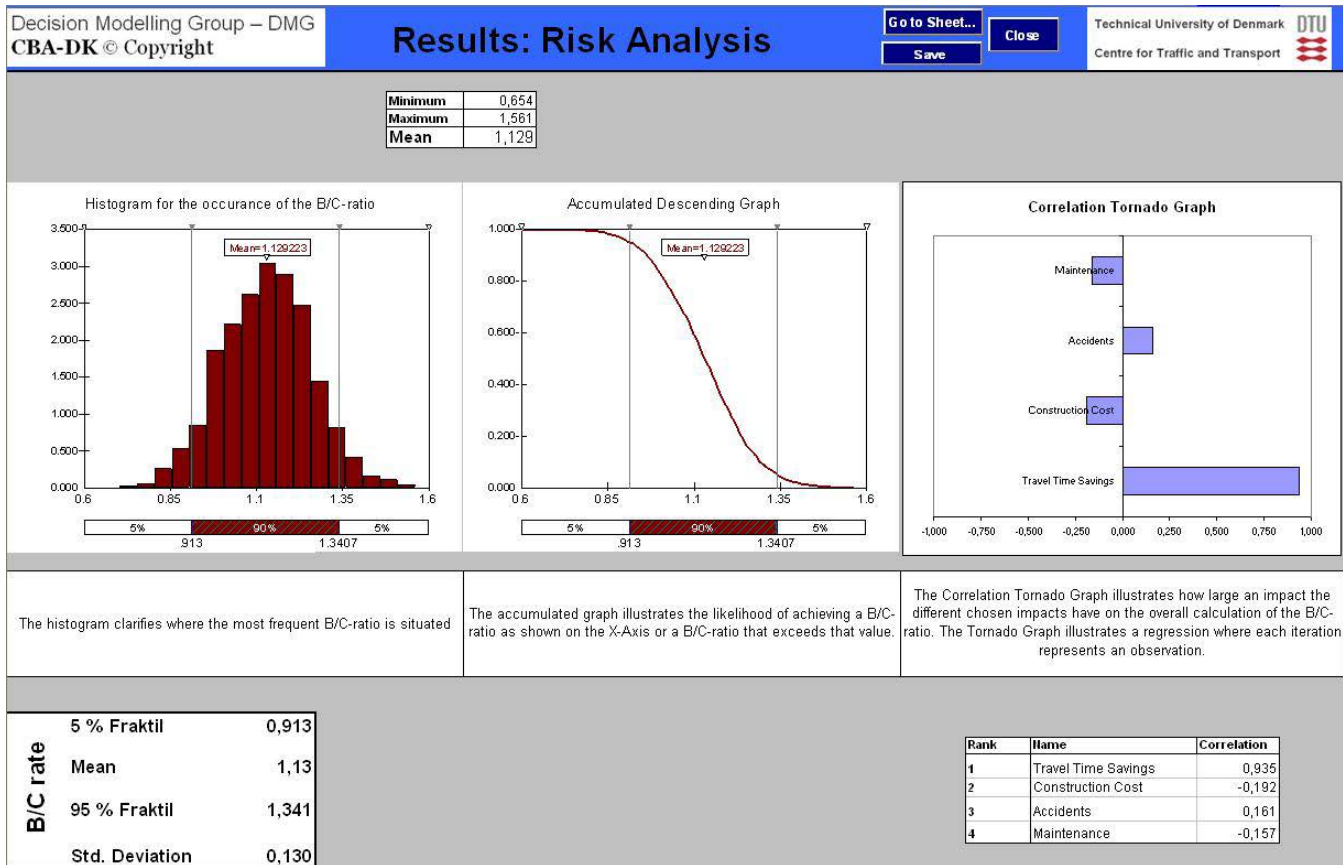 Decision Modelling Group – DMG
CBA-DK © Copyright
Results: Risk Analysis
Go to Sheet...
Save
Close
Technical University of Denmark
Centre for Traffic and Transport
DTU
Minimum 0,654
Maximum 1,561
Mean 1,129
Histogram for the occurance of the B/C-ratio
Mean=1.129223
3.500
3.000
2.500
2.000
1.500
1.000
0.500
0.000
0.6 0.85 1.1 1.35 1.6
5% 90% 5%
.913 1.3407
Accumulated Descending Graph
Mean=1.129223
1.000
0.800
0.600
0.400
0.200
0.000
0.6 0.85 1.1 1.35 1.6
5% 90% 5%
.913 1.3407
Correlation Tornado Graph
Maintenance
Accidents
Construction Cost
Travel Time Savings
-1,000 -0,750 -0,500 -0,250 0,000 0,250 0,500 0,750 1,000
The histogram clarifies where the most frequent B/C-ratio is situated
The accumulated graph illustrates the likelihood of achieving a B/C-
ratio as shown on the X-Axis or a B/C-ratio that exceeds that value.
The Correlation Tornado Graph illustrates how large an impact the
different chosen impacts have on the overall calculation of the B/C-
ratio. The Tornado Graph illustrates a regression where each iteration
represents an observation.
B/C rate
5 % Fraktil 0,913
Mean 1,13
95 % Fraktil 1,341
Std. Deviation 0,130
Rank Name Correlation
1 Travel Time Savings 0,935
2 Construction Cost -0,192
3 Accidents 0,161
4 Maintenance -0,157